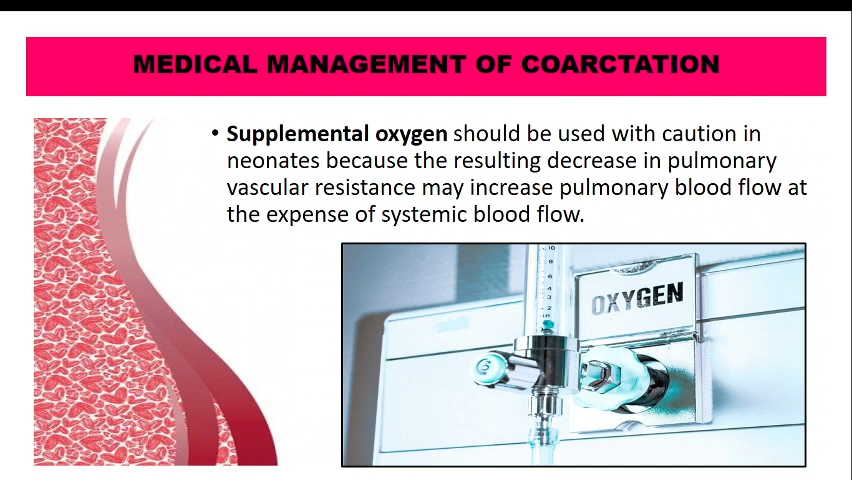 MEDICAL MANAGEMENT OF COARCTATION
• Supplemental oxygen should be used with caution in
neonates because the resulting decrease in pulmonary
vascular resistance may increase pulmonary blood flow at
the expense of systemic blood flow.
OXYGEN